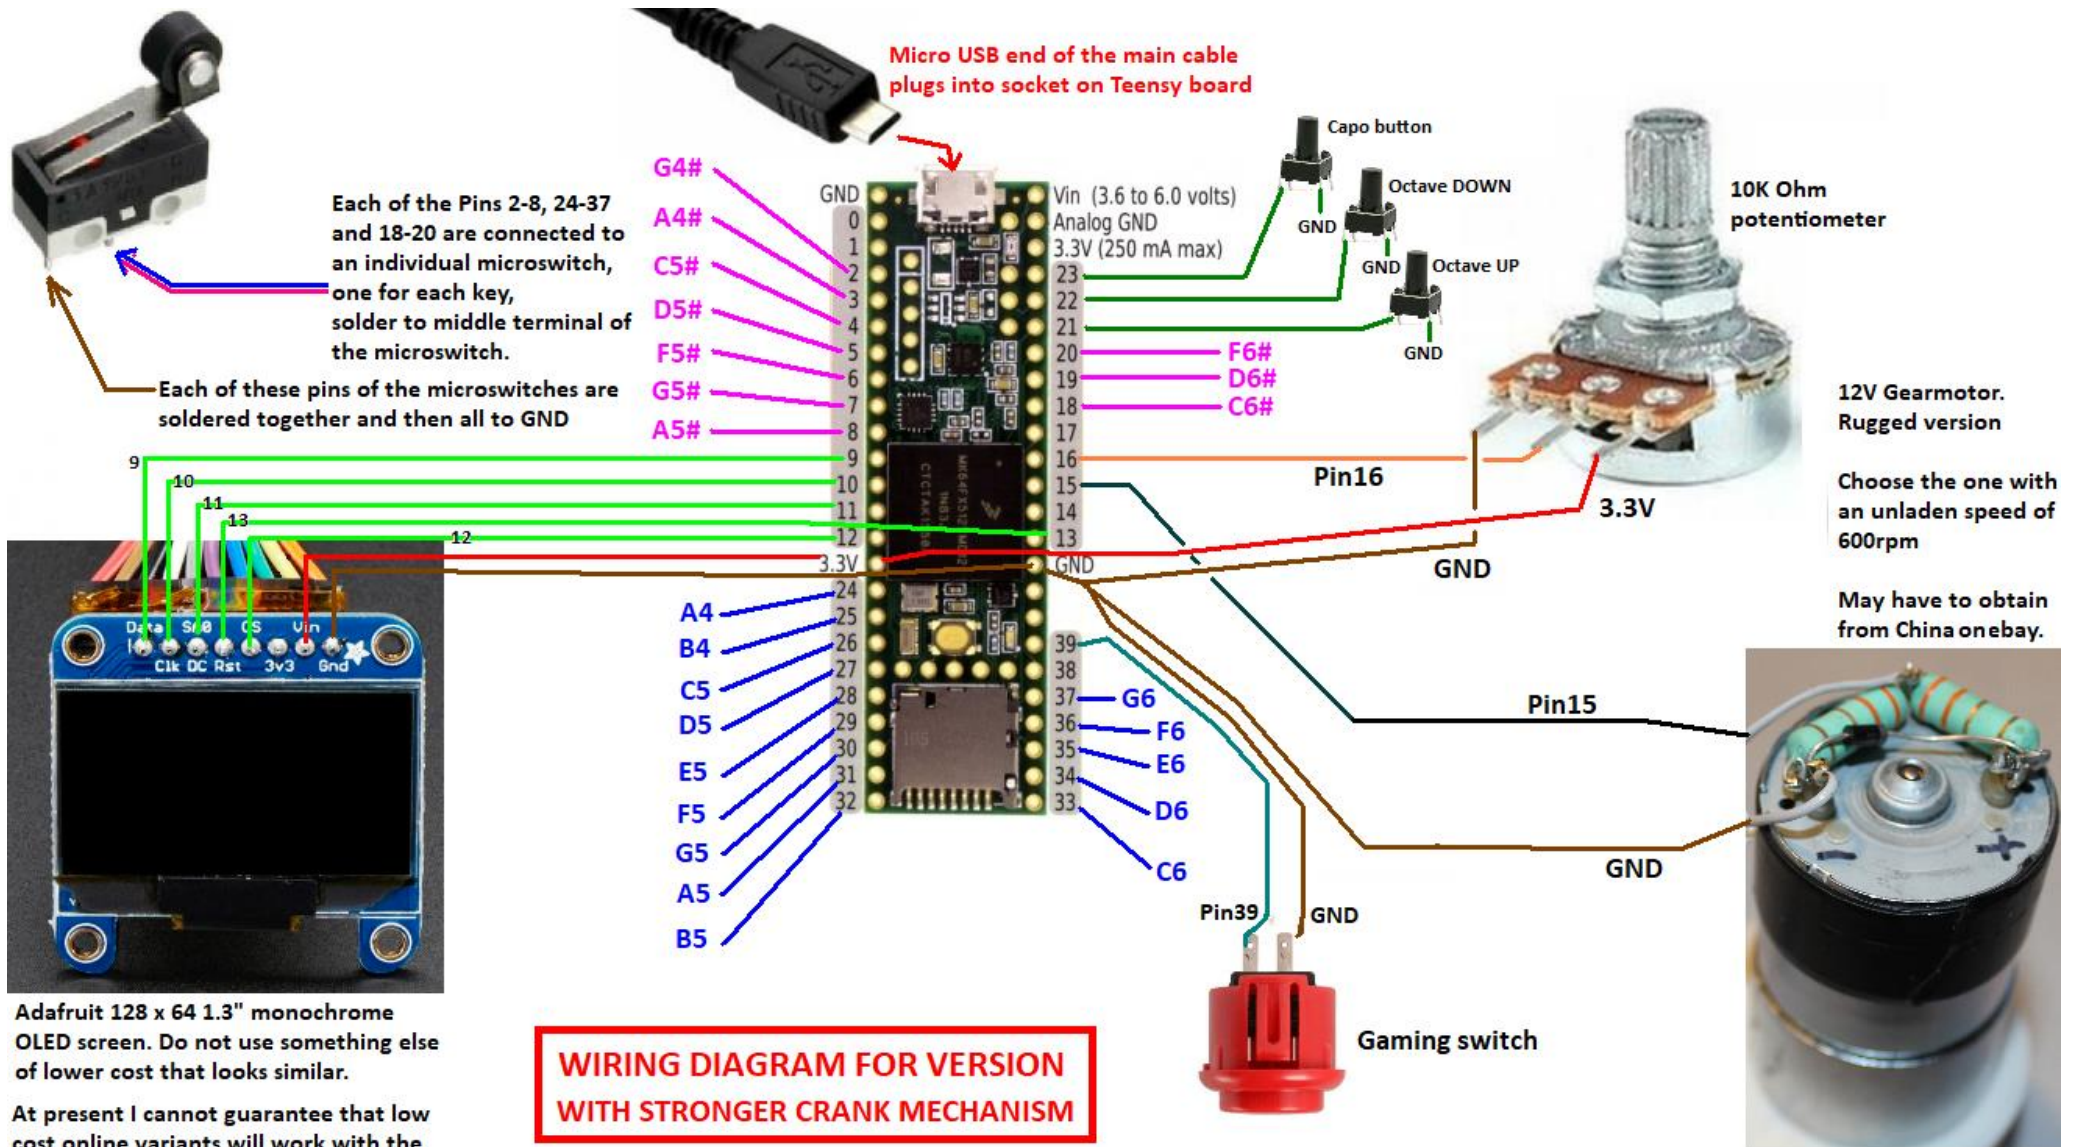 Micro USB end of the main cable
plugs into socket on Teensy board
Capo button
GND
Octave DOWN
GND
Octave UP
GND
10K Ohm
potentiometer
Each of the Pins 2-8, 24-37
and 18-20 are connected to
an individual microswitch,
one for each key,
solder to middle terminal of
the microswitch.
Each of these pins of the microswitches are
soldered together and then all to GND
G4#
A4#
C5#
D5#
F5#
G5#
A5#
GND
0
1
2
3
4
5
6
7
8
9
10
11
12
3.3V
24
25
26
27
28
29
30
31
32
Vin (3.6 to 6.0 volts)
Analog GND
3.3V (250 mA max)
23
22
21
20
19
18
17
16
15
14
13
GND
39
38
37
36
35
34
33
F6#
D6#
C6#
9
10
11
13
12
Pin16
3.3V
GND
12V Gearmotor.
Rugged version
Choose the one with
an unladen speed of
600rpm
May have to obtain
from China on ebay.
Data SA0 CS Vin
Clk DC Rst 3v3 Gnd
A4
B4
C5
D5
E5
F5
G5
A5
B5
G6
F6
E6
D6
C6
Pin15
GND
- +
Pin39
GND
Gaming switch
Adafruit 128 x 64 1.3" monochrome
OLED screen. Do not use something else
of lower cost that looks similar.
At present I cannot guarantee that low
cost online variants will work with the
WIRING DIAGRAM FOR VERSION
WITH STRONGER CRANK MECHANISM